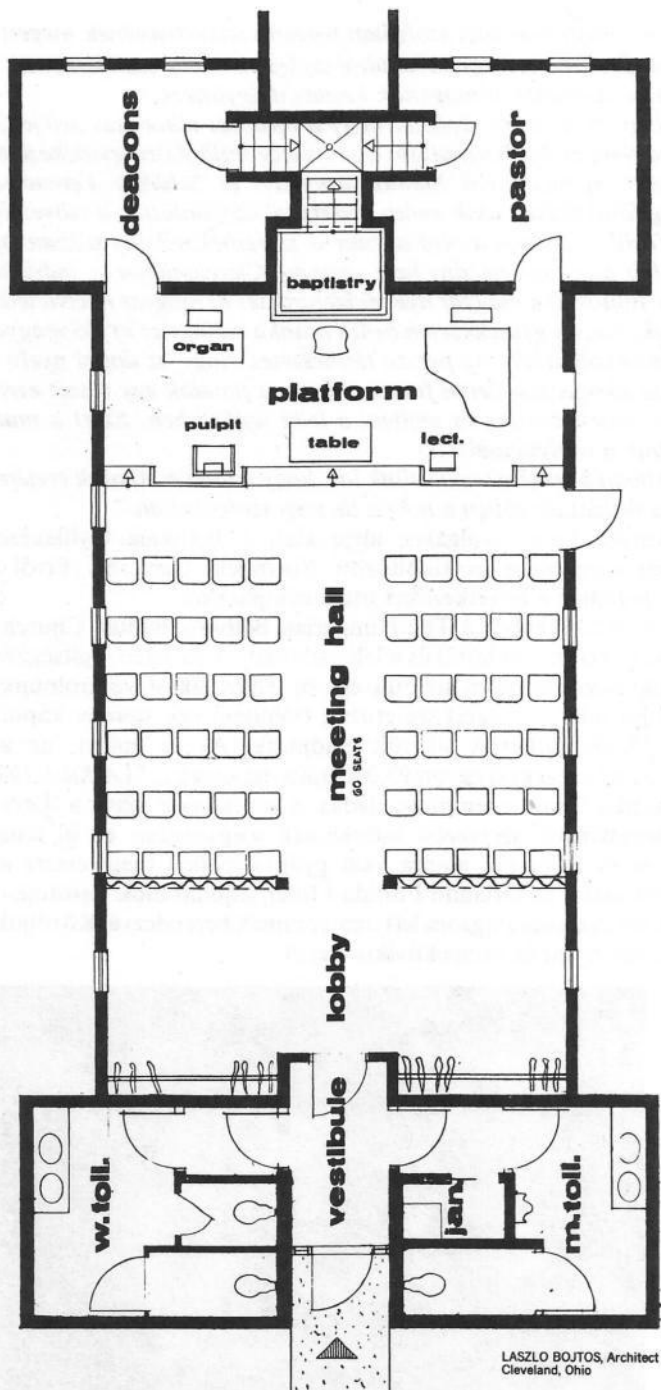 deacons
pastor
baptistry
organ
platform
pulpit
table
lect.
meeting hall
60 SEATS
lobby
vestibule
w. toil.
jan.
m. toil.
LASZLO BOJTOS, Architect
Cleveland, Ohio